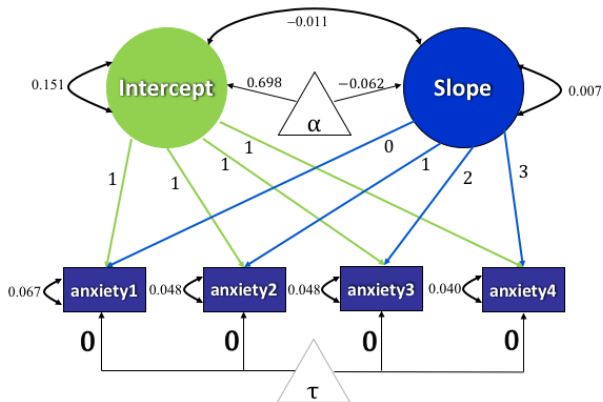 −0.011
0.151
Intercept
0.698
−0.062
Slope
0.007
α
1
0
1
1
1
1
2
3
0.067
anxiety1
0.048
anxiety2
0.048
anxiety3
0.040
anxiety4
0
0
0
0
τ